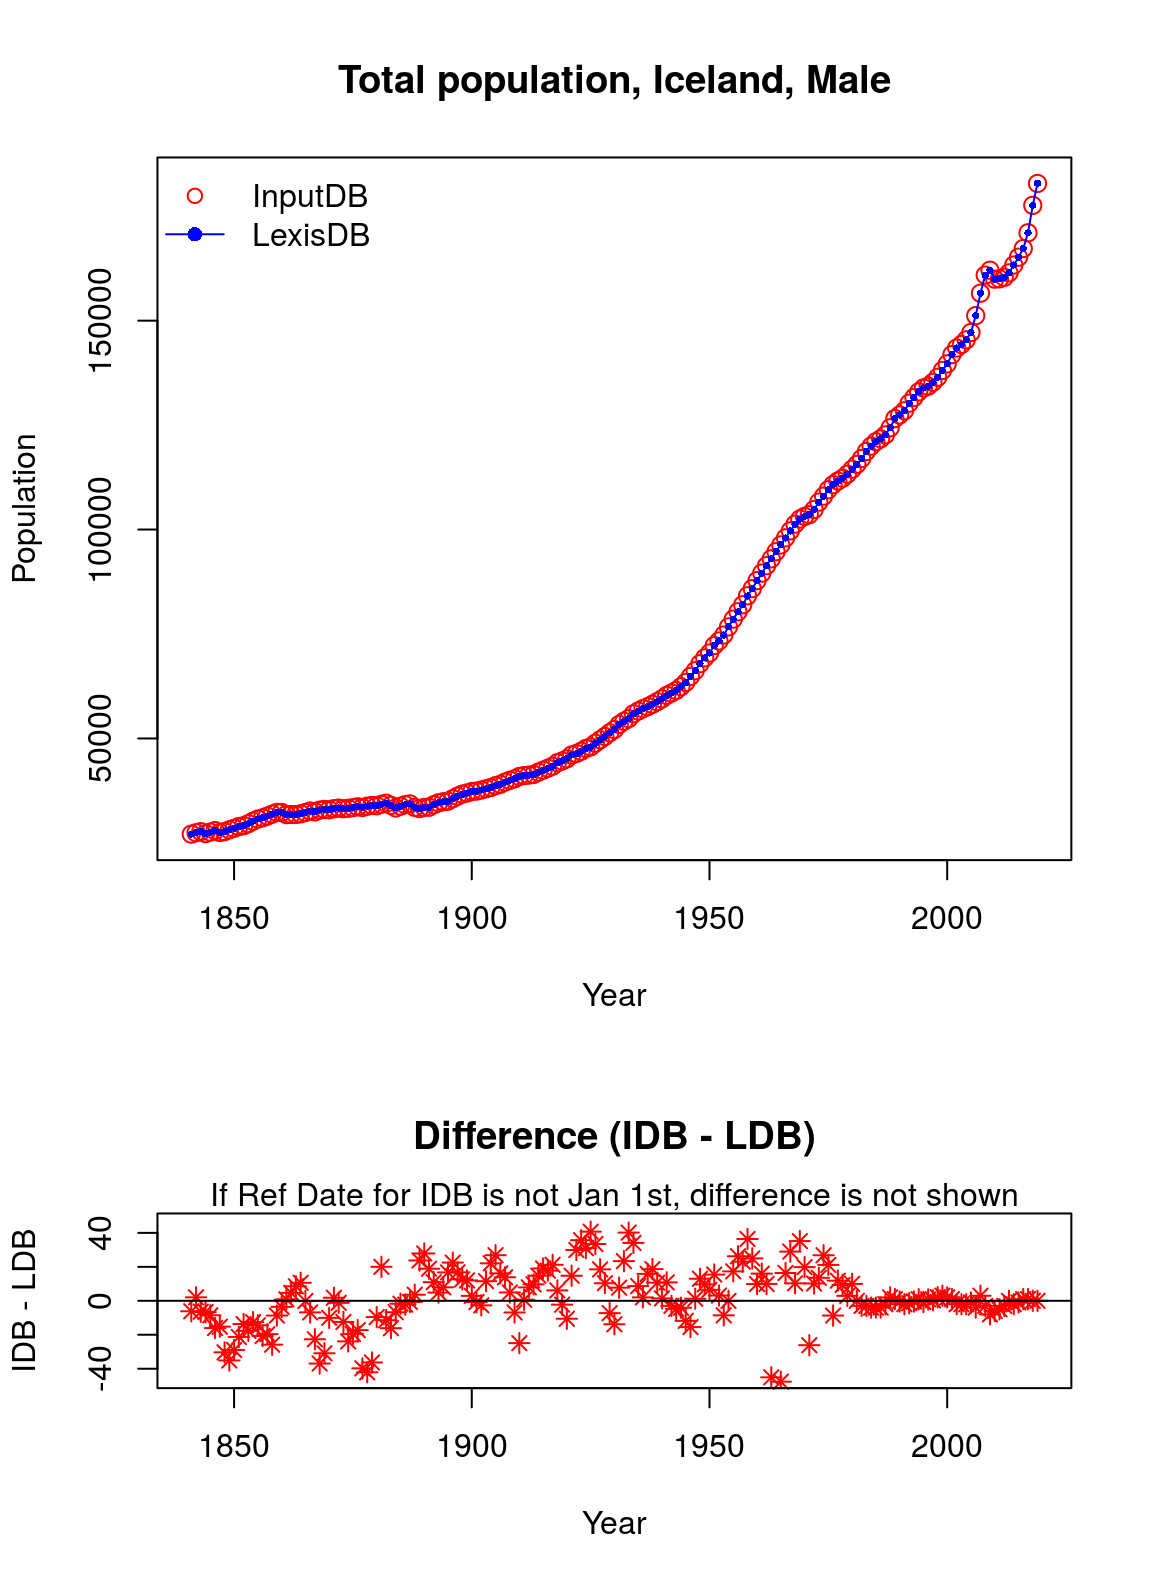 Total population, Iceland, Male
InputDB
LexisDB
Population
50000
100000
150000
1850
1900
1950
2000
Year
Difference (IDB - LDB)
If Ref Date for IDB is not Jan 1st, difference is not shown
IDB - LDB
-40
0
40
1850
1900
1950
2000
Year